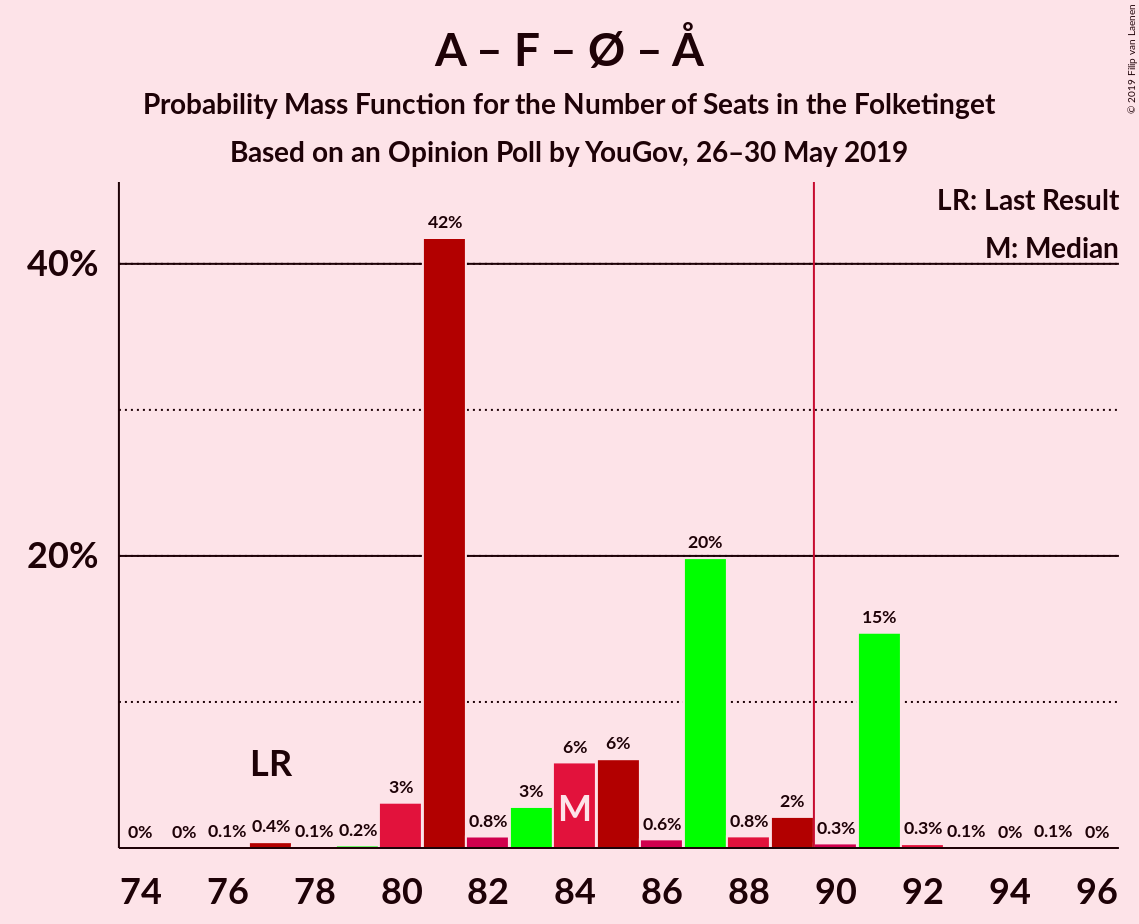 A – F – Ø – Å
Probability Mass Function for the Number of Seats in the Folketinget
Based on an Opinion Poll by YouGov, 26–30 May 2019
© 2019 Filip van Laenen
LR: Last Result
M: Median
40%
20%
LR
M
0% 0% 0.1% 0.4% 0.1% 0.2% 3% 42% 0.8% 3% 6% 6% 0.6% 20% 0.8% 2% 0.3% 15% 0.3% 0.1% 0% 0.1% 0%
74 76 78 80 82 84 86 88 90 92 94 96